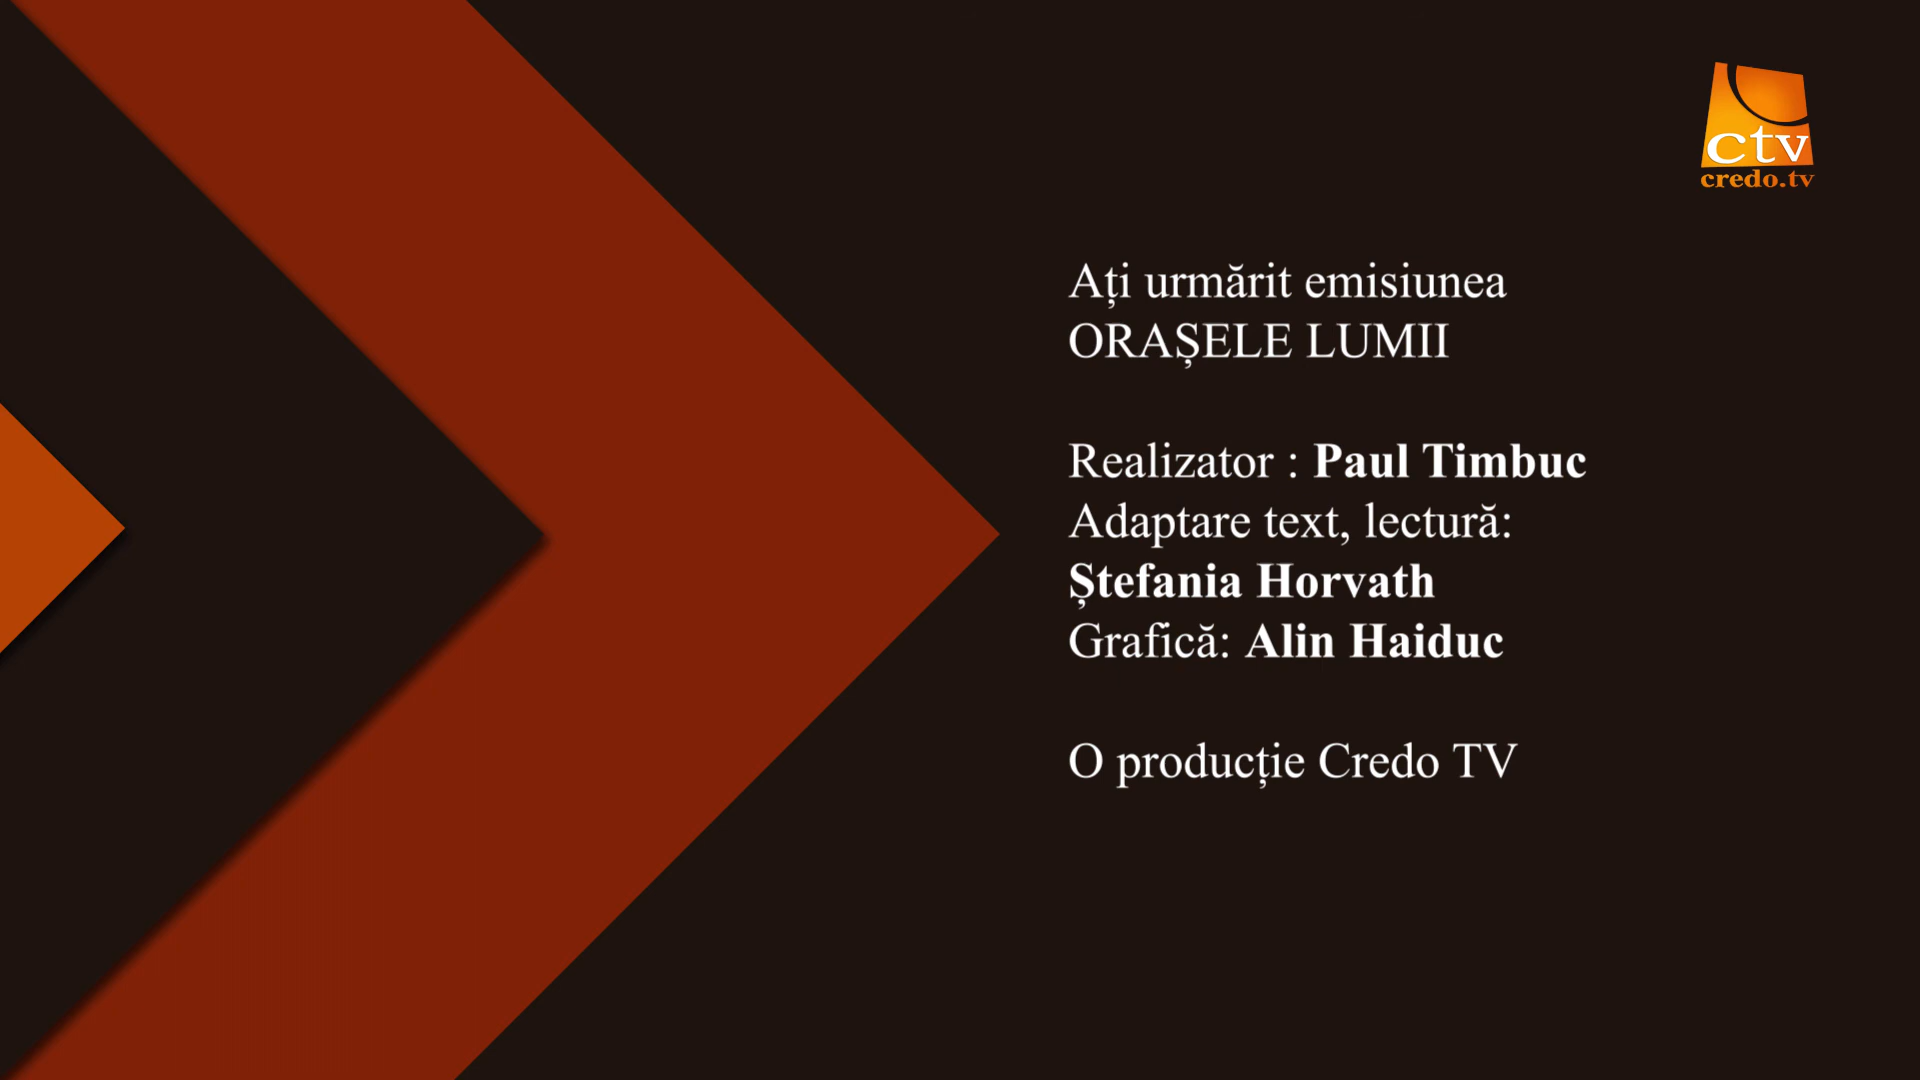 ctv
credo.tv
Ați urmărit emisiunea
ORAȘELE LUMII
Realizator : Paul Timbuc
Adaptare text, lectură:
Ștefania Horvath
Grafică: Alin Haiduc
O producție Credo TV